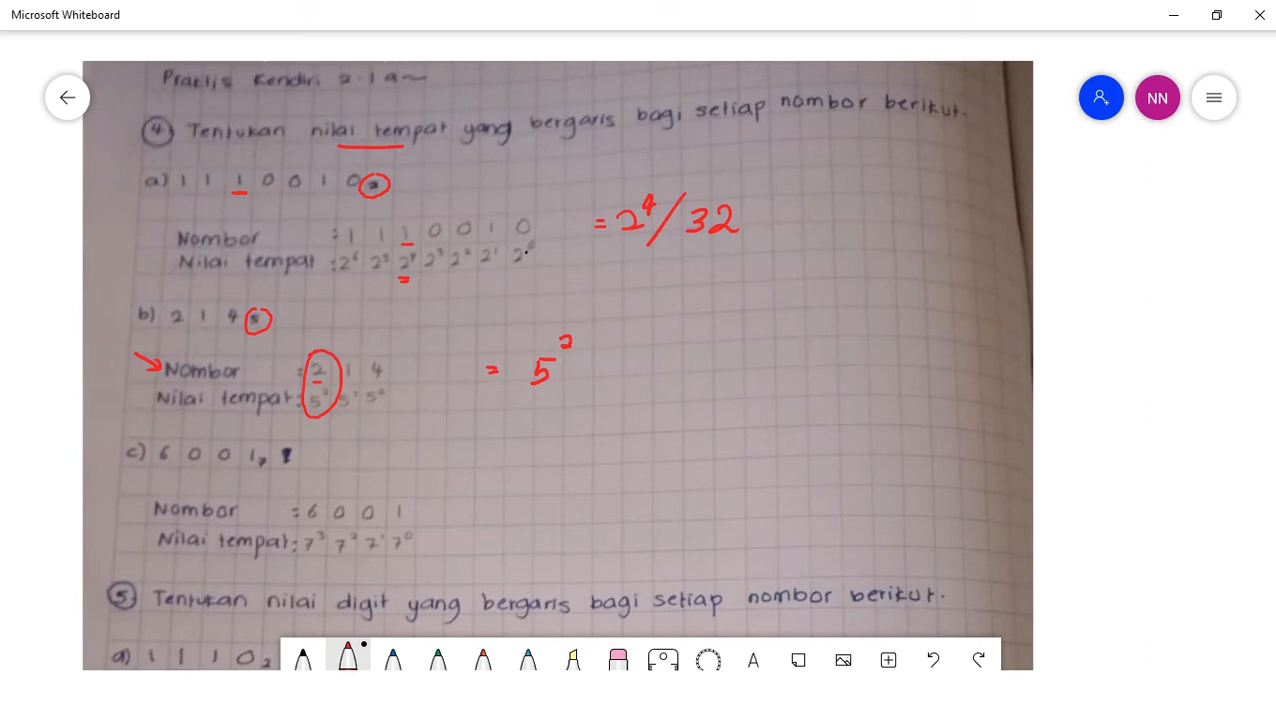 Microsoft Whiteboard
NN
Praktis Kendiri 2.1a
④ Tentukan nilai tempat yang bergaris bagi setiap nombor berikut.
a) 1 1 1 0 0 1 0₂
Nombor : 1 1 1 0 0 1 0 = 2⁴/32
Nilai tempat : 2⁶ 2⁵ 2⁴ 2³ 2² 2¹ 2⁰
b) 2 1 4₅
Nombor : 2 1 4 = 5²
Nilai tempat : 5² 5¹ 5⁰
c) 6 0 0 1₇
Nombor : 6 0 0 1
Nilai tempat : 7³ 7² 7¹ 7⁰
⑤ Tentukan nilai digit yang bergaris bagi setiap nombor berikut.
a) 1 1 1 0₂
A